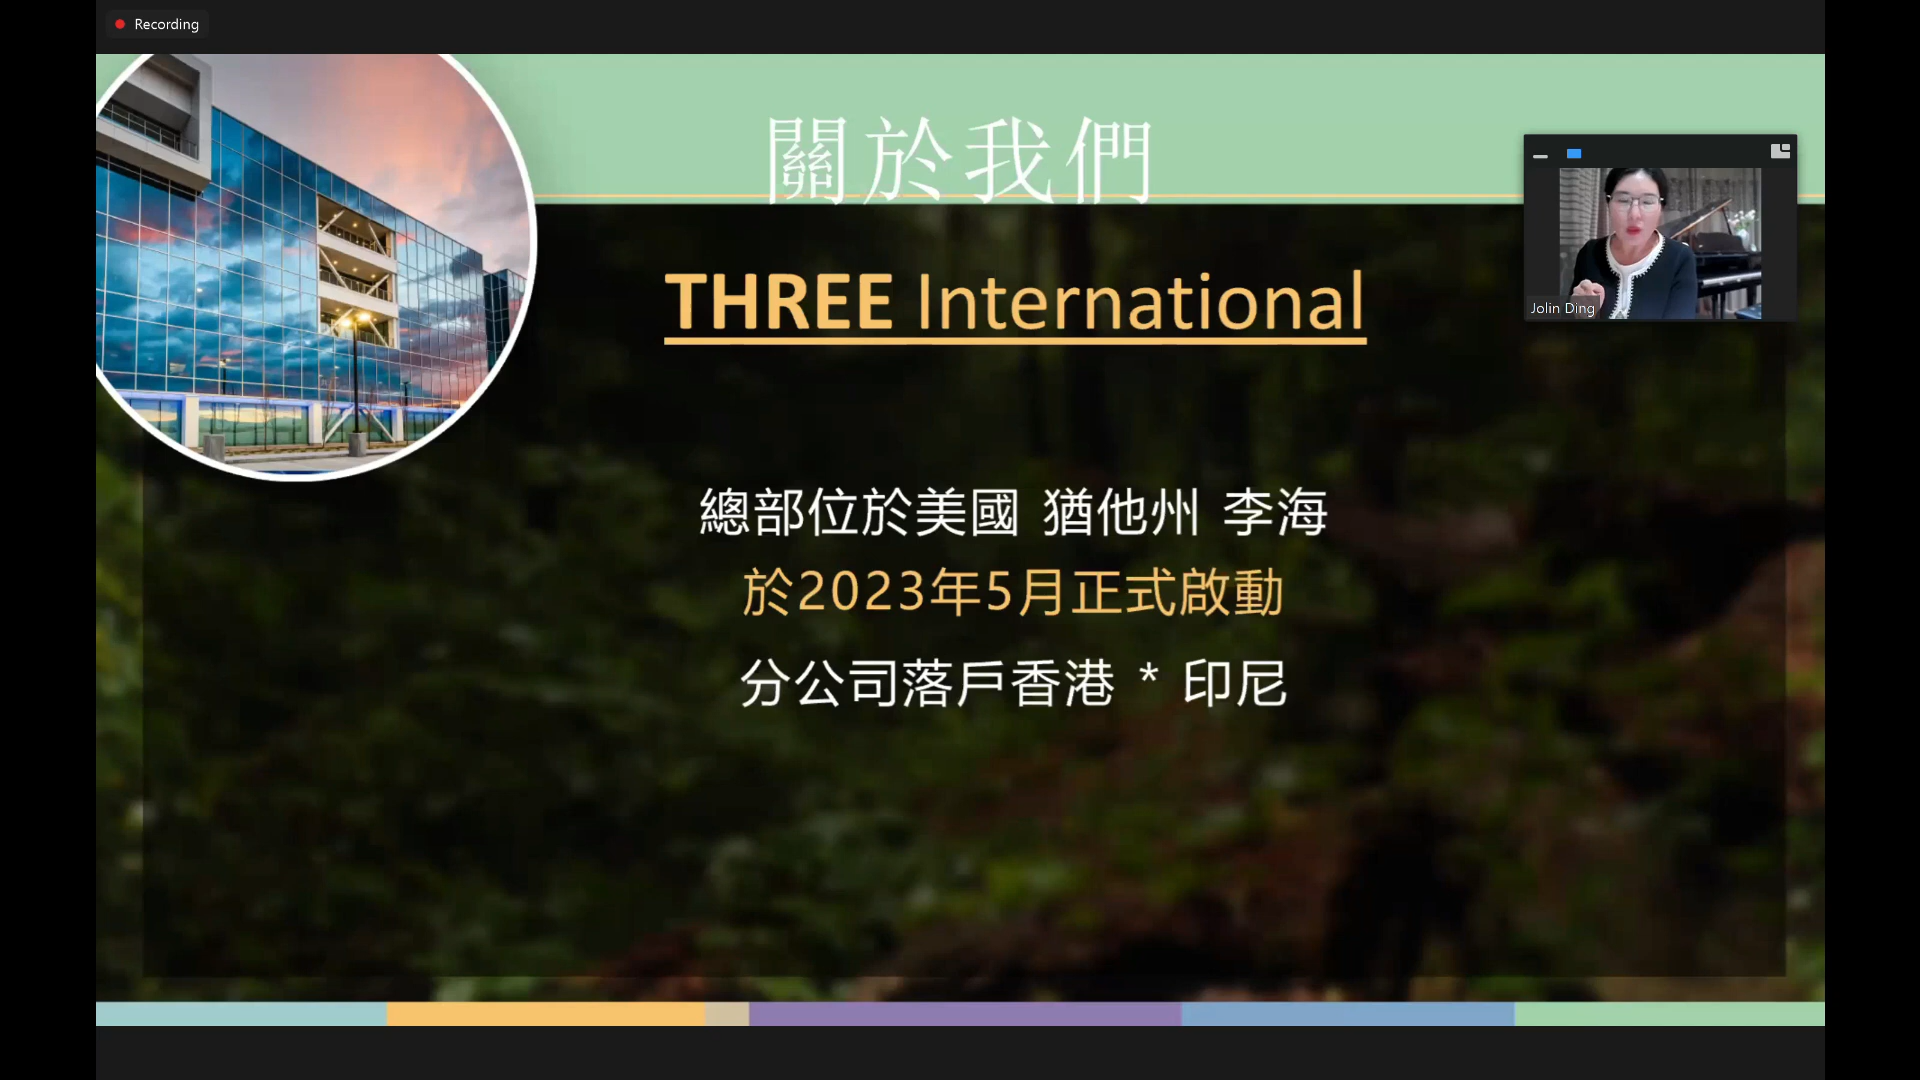 Recording
關於我們
THREE International
Jolin Ding
總部位於美國 猶他州 李海
於2023年5月正式啟動
分公司落戶香港 * 印尼